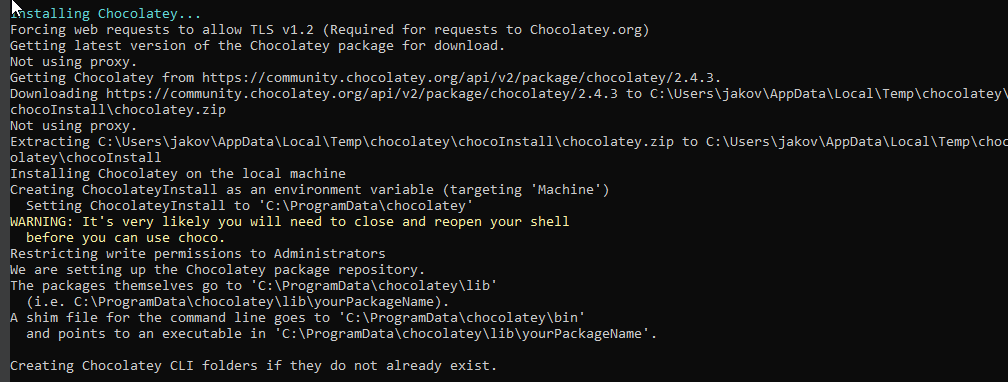 Installing Chocolatey...
Forcing web requests to allow TLS v1.2 (Required for requests to Chocolatey.org)
Getting latest version of the Chocolatey package for download.
Not using proxy.
Getting Chocolatey from https://community.chocolatey.org/api/v2/package/chocolatey/2.4.3.
Downloading https://community.chocolatey.org/api/v2/package/chocolatey/2.4.3 to C:\Users\jakov\AppData\Local\Temp\chocolatey\
chocoInstall\chocolatey.zip
Not using proxy.
Extracting C:\Users\jakov\AppData\Local\Temp\chocolatey\chocoInstall\chocolatey.zip to C:\Users\jakov\AppData\Local\Temp\choc
olatey\chocoInstall
Installing Chocolatey on the local machine
Creating ChocolateyInstall as an environment variable (targeting 'Machine')
  Setting ChocolateyInstall to 'C:\ProgramData\chocolatey'
WARNING: It's very likely you will need to close and reopen your shell
  before you can use choco.
Restricting write permissions to Administrators
We are setting up the Chocolatey package repository.
The packages themselves go to 'C:\ProgramData\chocolatey\lib'
  (i.e. C:\ProgramData\chocolatey\lib\yourPackageName).
A shim file for the command line goes to 'C:\ProgramData\chocolatey\bin'
  and points to an executable in 'C:\ProgramData\chocolatey\lib\yourPackageName'.

Creating Chocolatey CLI folders if they do not already exist.